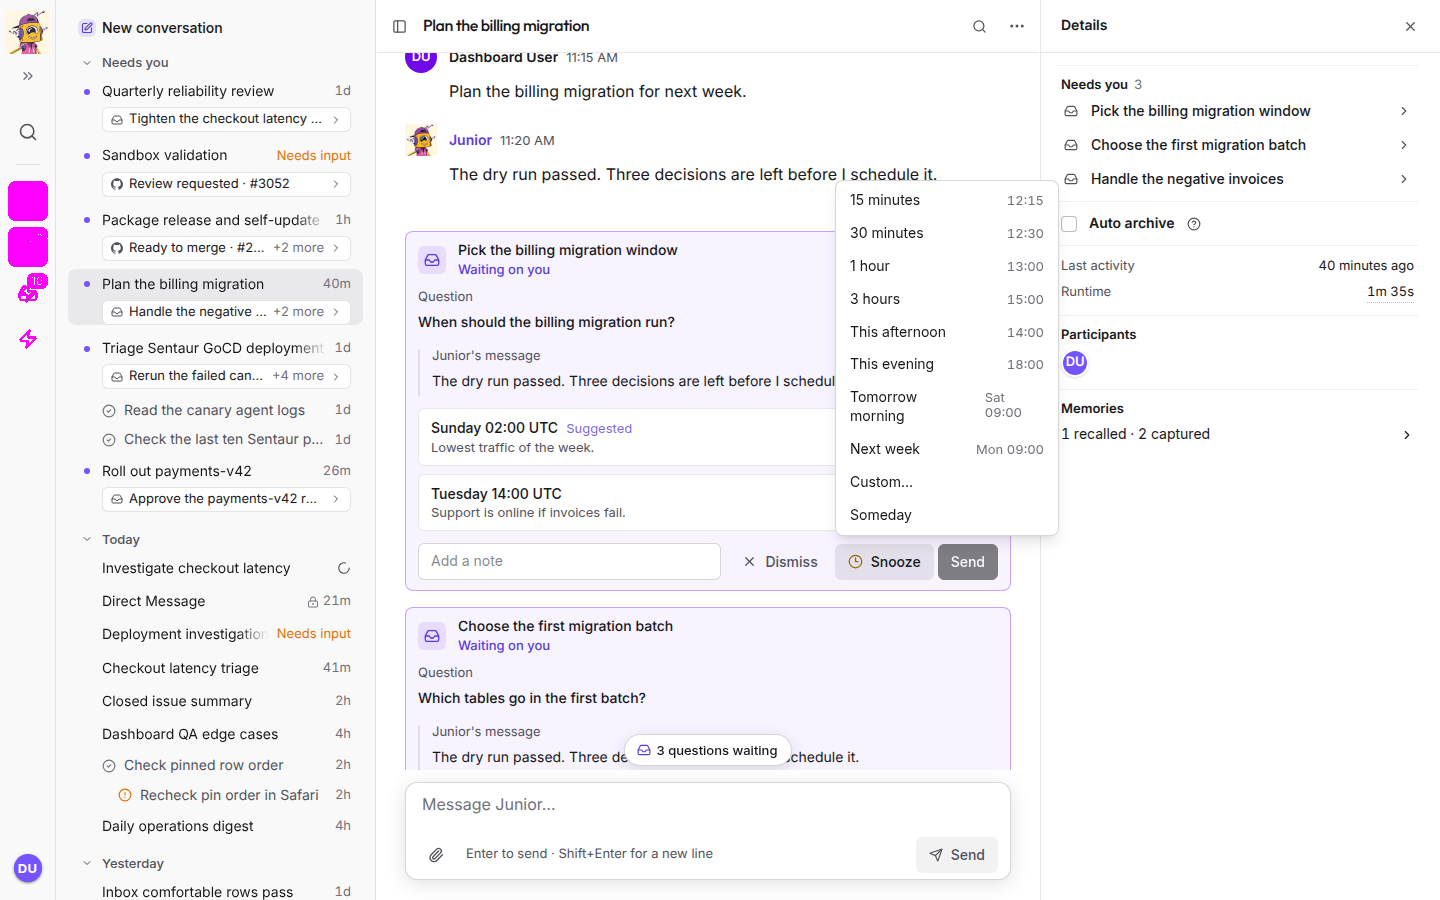 New conversation
Needs you
Quarterly reliability review 1d
Tighten the checkout latency ...
Sandbox validation Needs input
Review requested · #3052
Package release and self-update 1h
Ready to merge · #2... +2 more
Plan the billing migration 40m
Handle the negative ... +2 more
Triage Sentaur GoCD deployment 1d
Rerun the failed can... +4 more
Read the canary agent logs 1d
Check the last ten Sentaur p... 1d
Roll out payments-v42 26m
Approve the payments-v42 r...
Today
Investigate checkout latency
Direct Message 21m
Deployment investigation Needs input
Checkout latency triage 41m
Closed issue summary 2h
Dashboard QA edge cases 4h
Check pinned row order 2h
Recheck pin order in Safari 2h
Daily operations digest 4h
Yesterday
Inbox comfortable rows pass 1d
DU
Plan the billing migration
DU Dashboard User 11:15 AM
Plan the billing migration for next week.
Junior 11:20 AM
The dry run passed. Three decisions are left before I schedule it.
Pick the billing migration window
Waiting on you
Question
When should the billing migration run?
Junior's message
The dry run passed. Three decisions are left before I schedul
Sunday 02:00 UTC Suggested
Lowest traffic of the week.
Tuesday 14:00 UTC
Support is online if invoices fail.
Add a note
Dismiss
Snooze
Send
15 minutes 12:15
30 minutes 12:30
1 hour 13:00
3 hours 15:00
This afternoon 14:00
This evening 18:00
Tomorrow morning Sat 09:00
Next week Mon 09:00
Custom...
Someday
Choose the first migration batch
Waiting on you
Question
Which tables go in the first batch?
Junior's message
The dry run passed. Three de chedule it.
3 questions waiting
Message Junior...
Enter to send · Shift+Enter for a new line
Send
Details
Needs you 3
Pick the billing migration window
Choose the first migration batch
Handle the negative invoices
Auto archive
Last activity 40 minutes ago
Runtime 1m 35s
Participants
DU
Memories
1 recalled · 2 captured